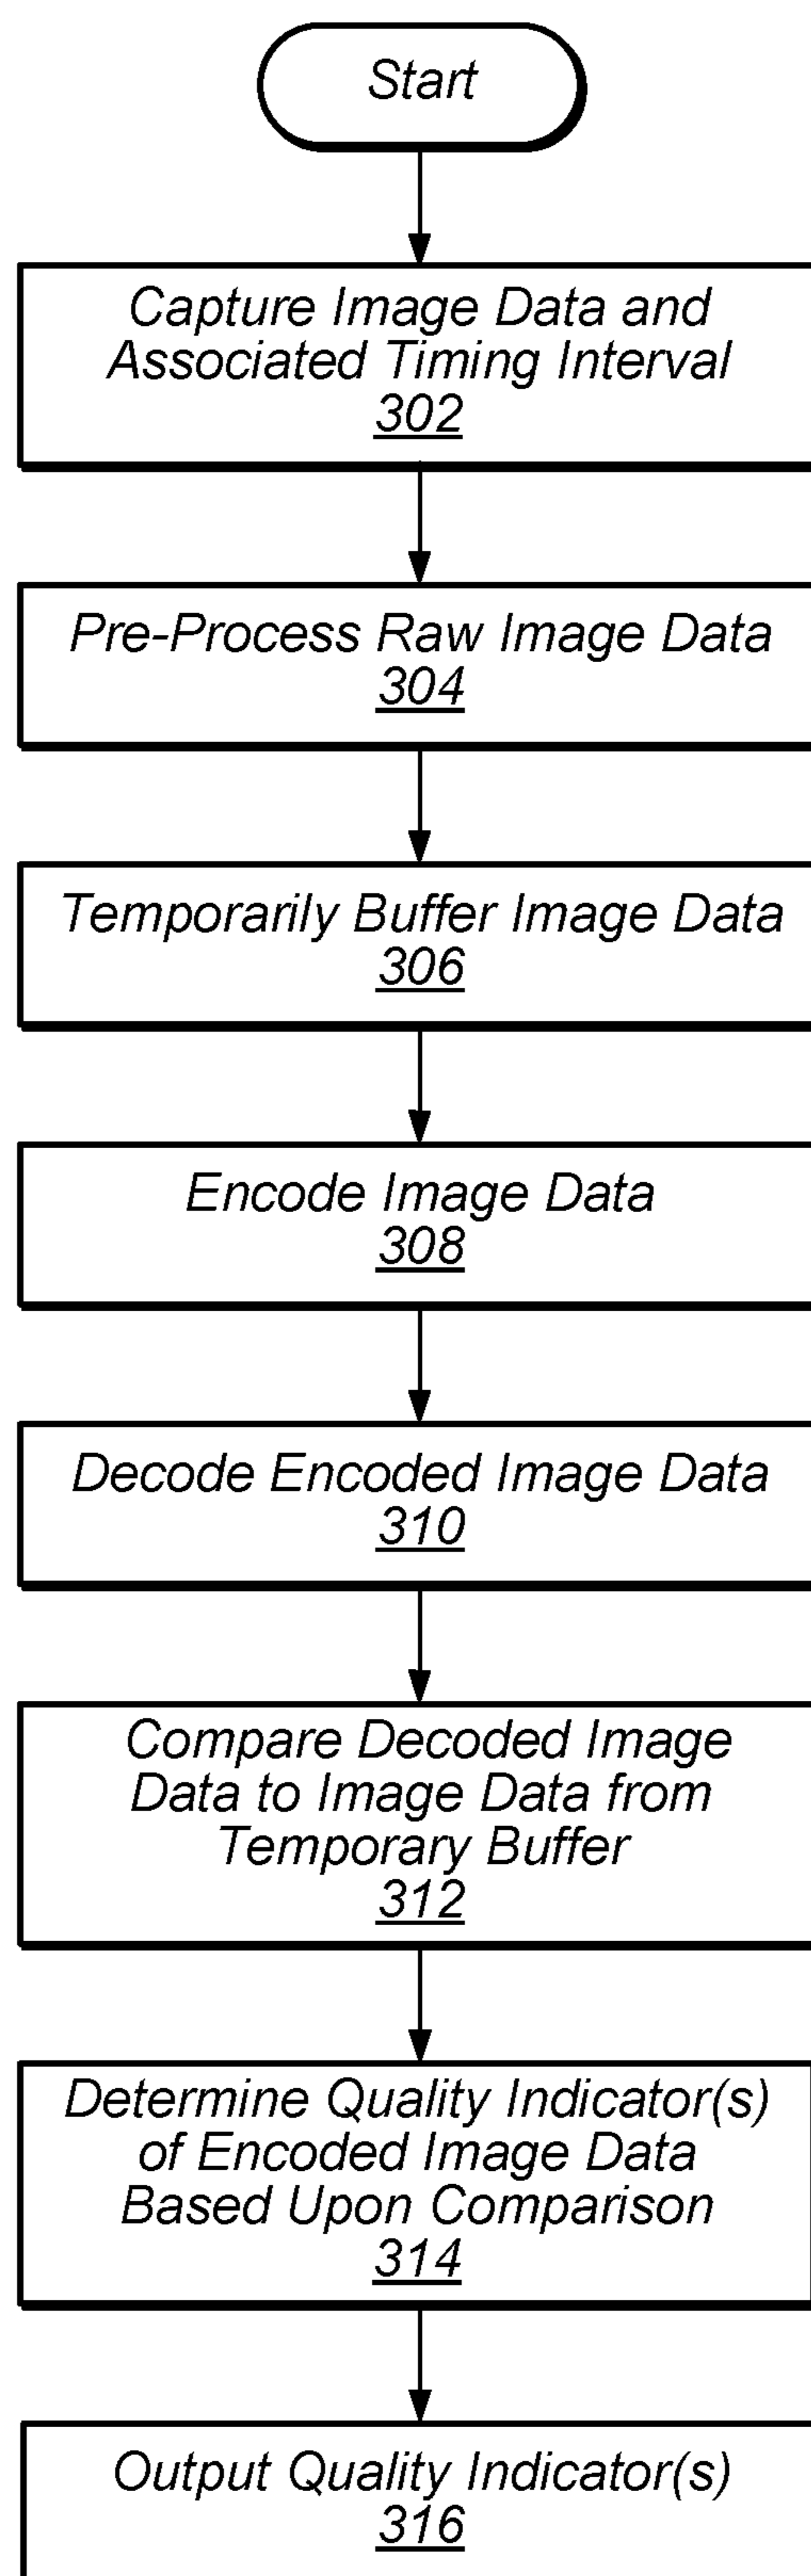 Start
Capture Image Data and
Associated Timing Interval
302
Pre-Process Raw Image Data
304
Temporarily Buffer Image Data
306
Encode Image Data
308
Decode Encoded Image Data
310
Compare Decoded Image
Data to Image Data from
Temporary Buffer
312
Determine Quality Indicator(s)
of Encoded Image Data
Based Upon Comparison
314
Output Quality Indicator(s)
316